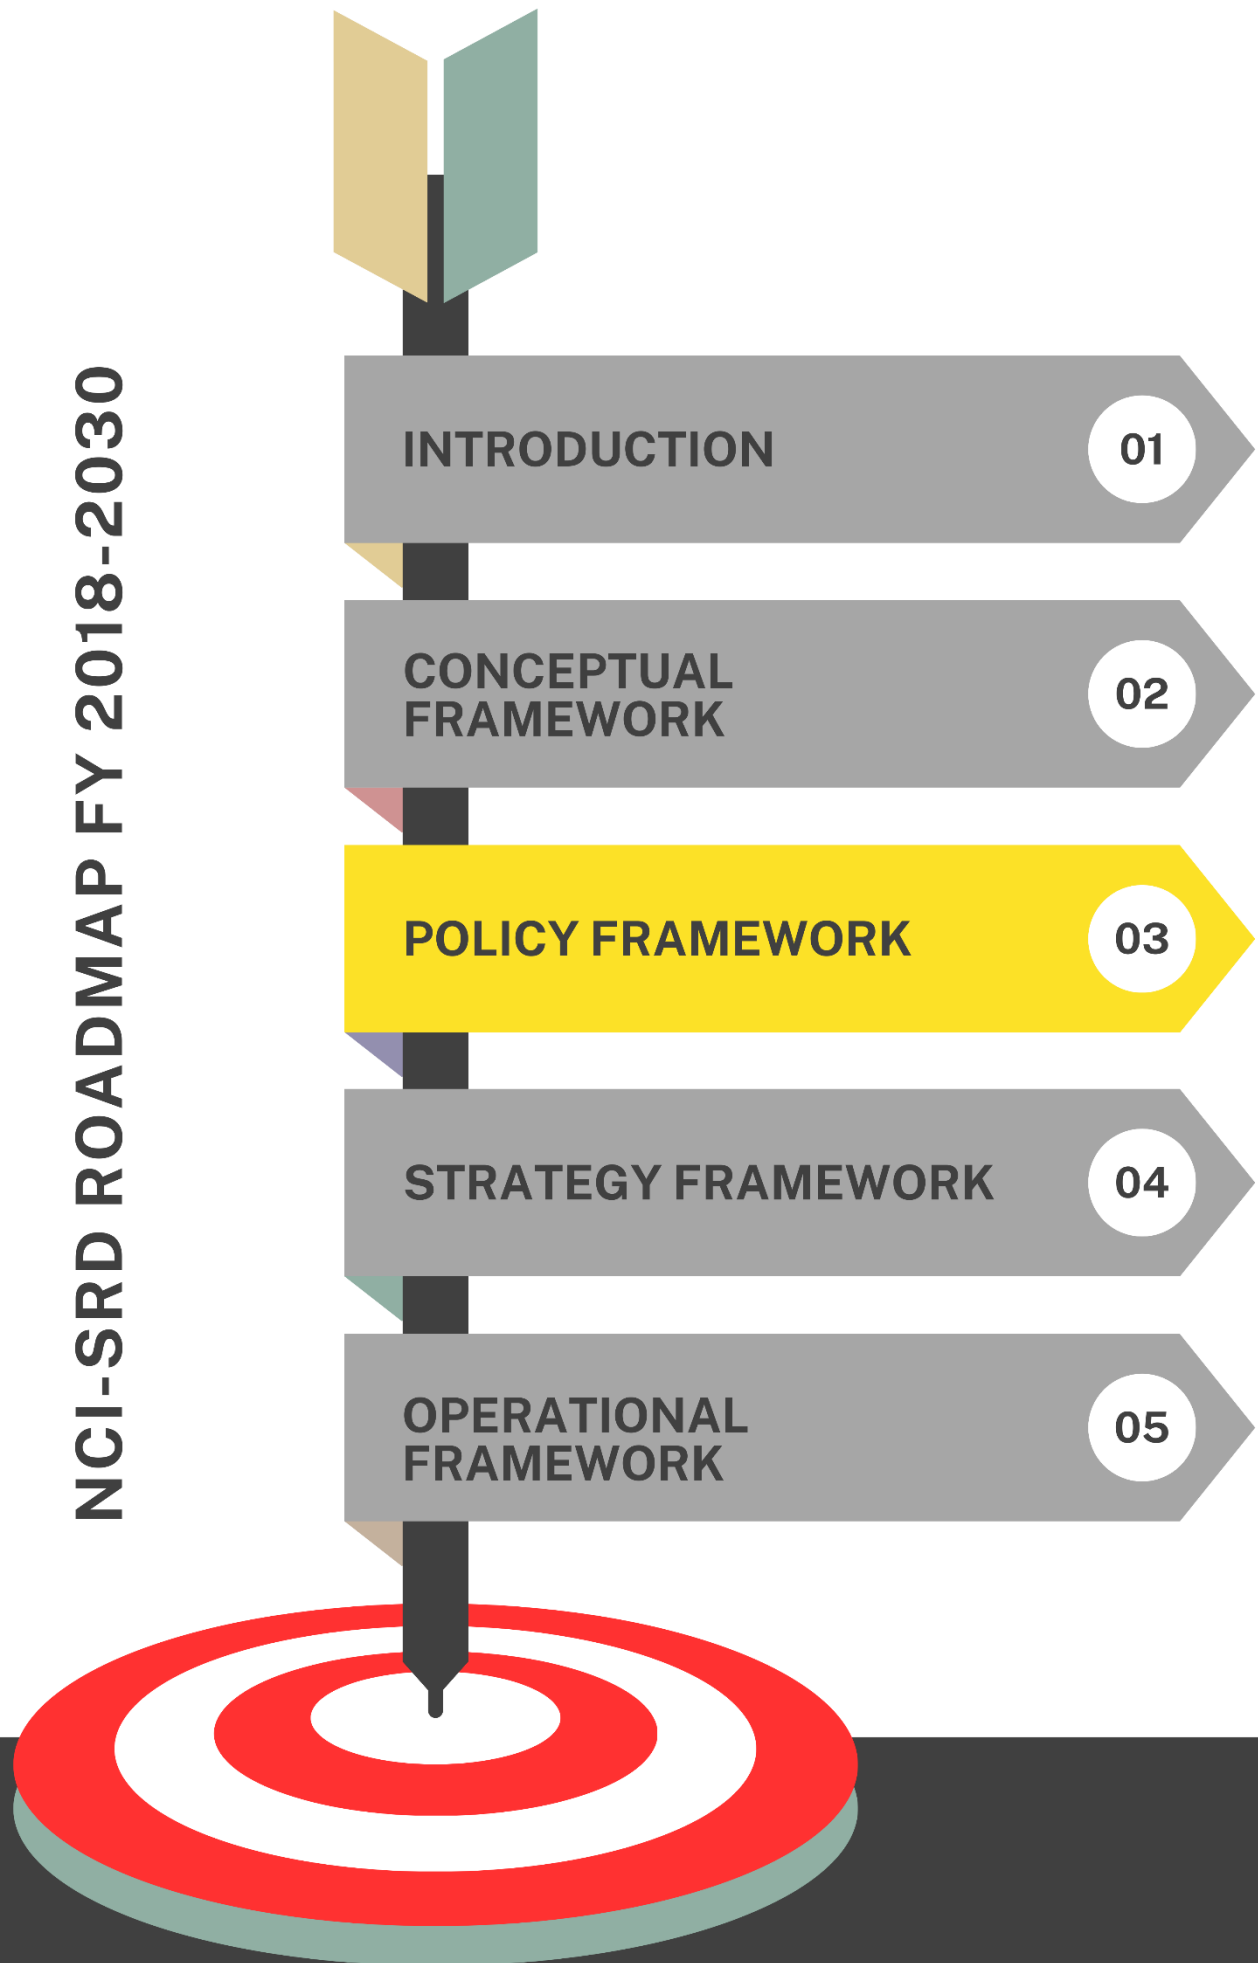 NCI-SRD ROADMAP FY 2018-2030
INTRODUCTION
01
CONCEPTUAL
FRAMEWORK
02
POLICY FRAMEWORK
03
STRATEGY FRAMEWORK
04
OPERATIONAL
FRAMEWORK
05